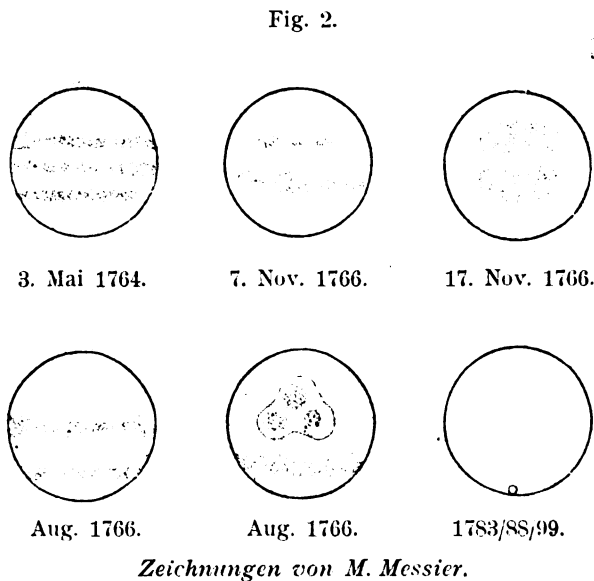 Fig. 2.
3. Mai 1764. 7. Nov. 1766. 17. Nov. 1766.
Aug. 1766. Aug. 1766. 1783/88/99.
Zeichnungen von M. Messier.